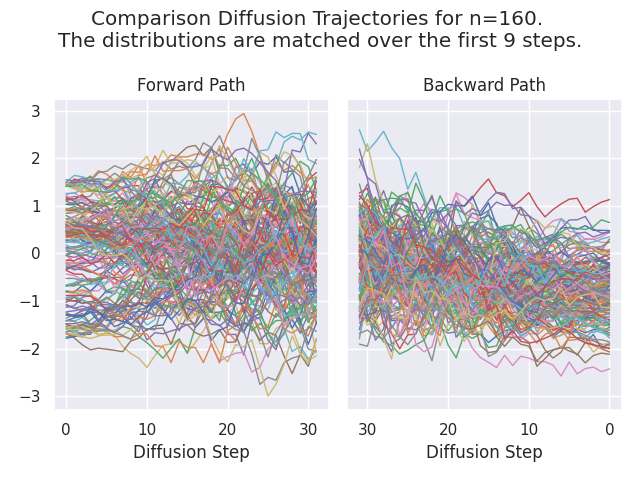 Comparison Diffusion Trajectories for n=160.
The distributions are matched over the first 9 steps.
Forward Path
Backward Path
3
2
1
0
−1
−2
−3
0 10 20 30
30 20 10 0
Diffusion Step
Diffusion Step